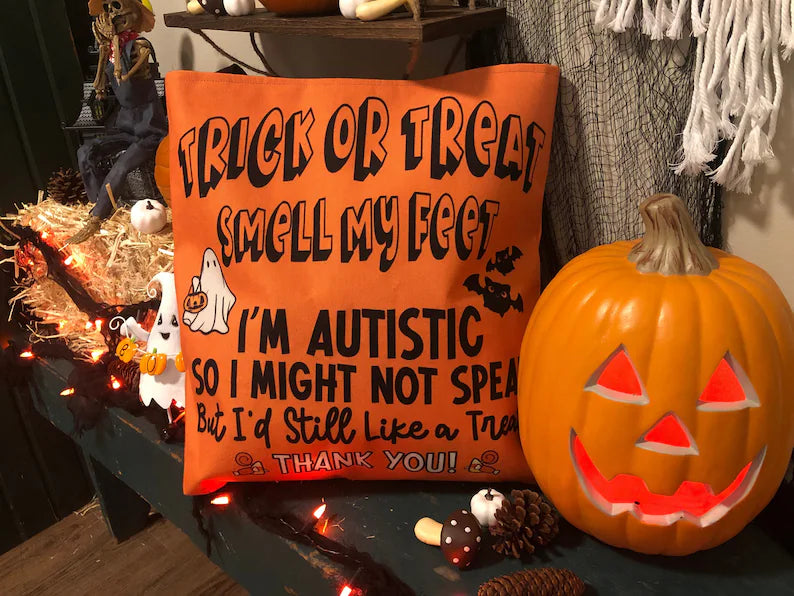 TRICK OR TREAT
SMELL MY FEET
I'M AUTISTIC
SO I MIGHT NOT SPEA
But I'd Still Like a Trea
THANK YOU!